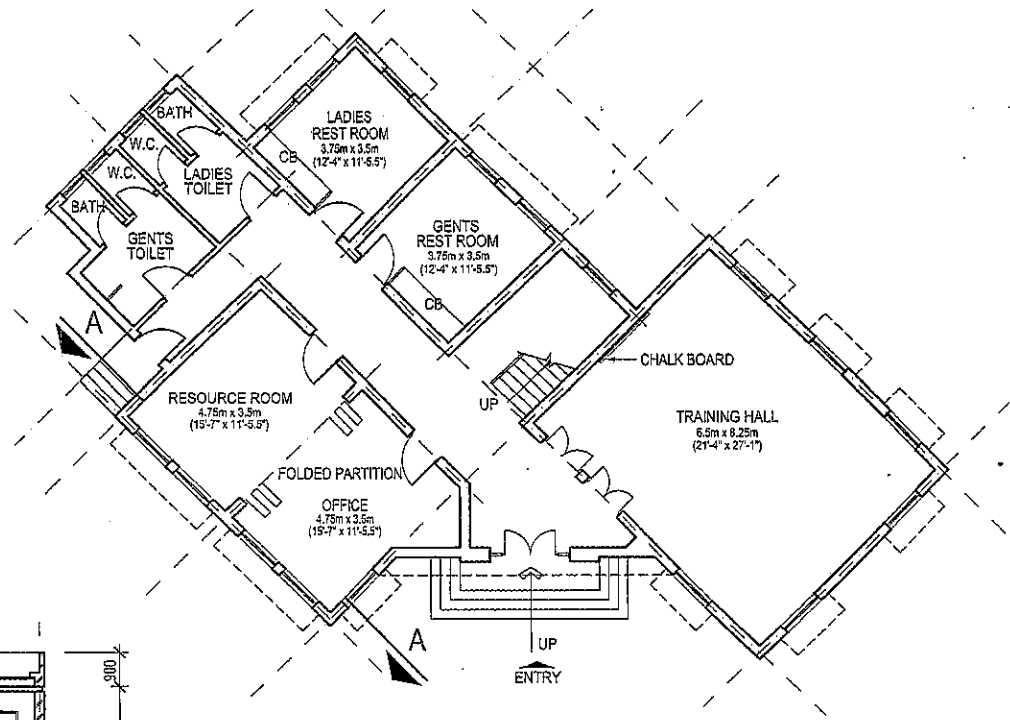 BATH
W.C.
W.C.
BATH
LADIES
TOILET
GENTS
TOILET
LADIES
REST ROOM
3.75m x 3.5m
(12'-4" x 11'-5.5")
CB
GENTS
REST ROOM
3.75m x 3.5m
(12'-4" x 11'-5.5")
CB
A
CHALK BOARD
UP
RESOURCE ROOM
4.75m x 3.5m
(15'-7" x 11'-5.5")
TRAINING HALL
6.5m x 8.25m
(21'-4" x 27'-1")
FOLDED PARTITION
OFFICE
4.75m x 3.5m
(15'-7" x 11'-5.5")
A
UP
ENTRY
900